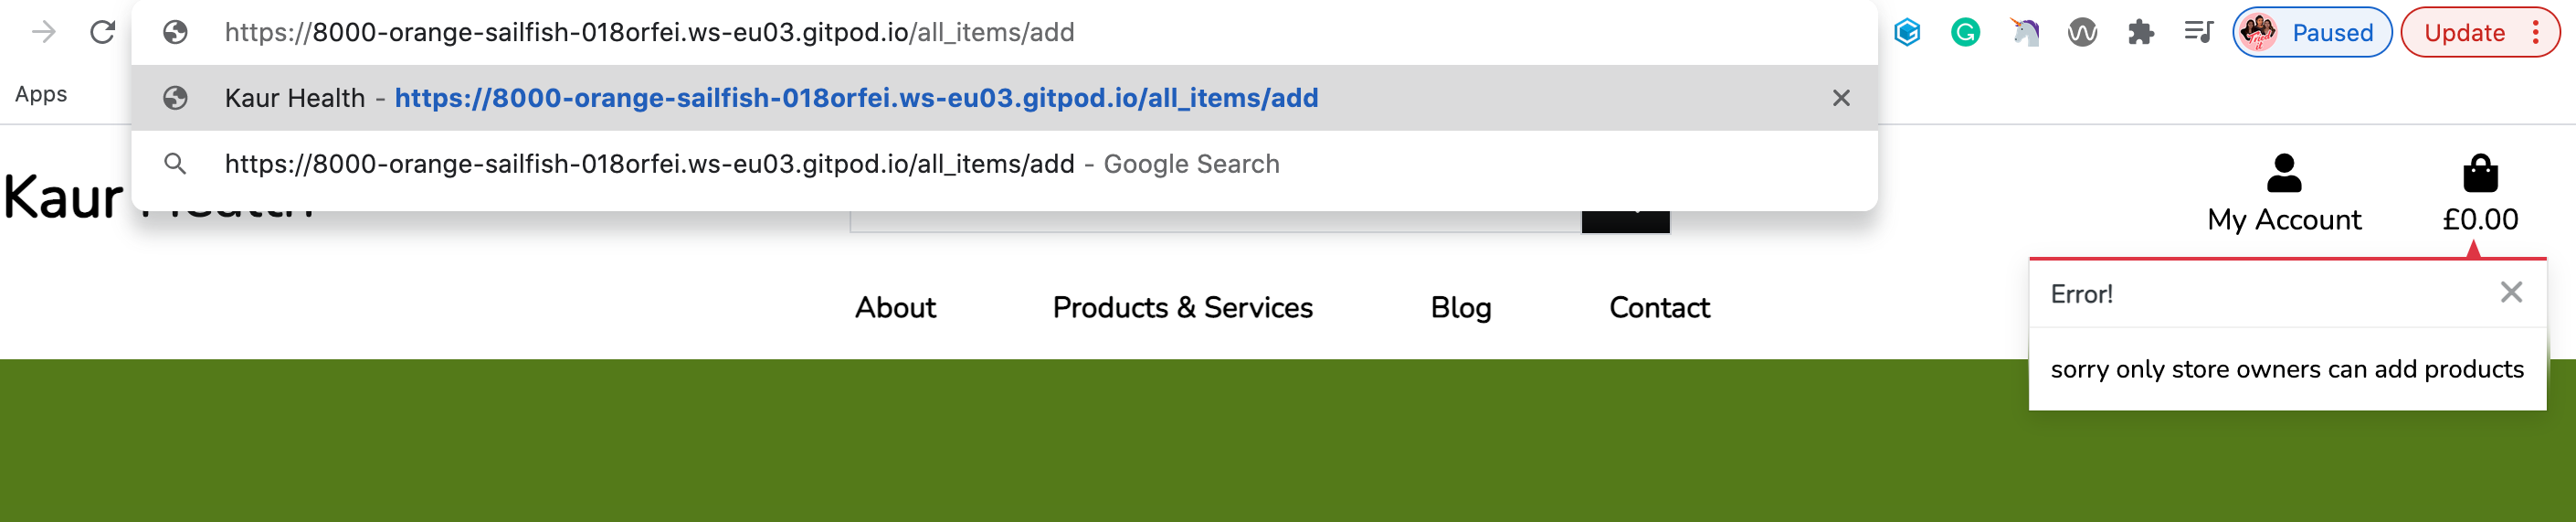 https://8000-orange-sailfish-018orfei.ws-eu03.gitpod.io/all_items/add
Paused
Update
Apps
Kaur Health - https://8000-orange-sailfish-018orfei.ws-eu03.gitpod.io/all_items/add
https://8000-orange-sailfish-018orfei.ws-eu03.gitpod.io/all_items/add - Google Search
Kaur Health
My Account
£0.00
About
Products & Services
Blog
Contact
Error!
sorry only store owners can add products